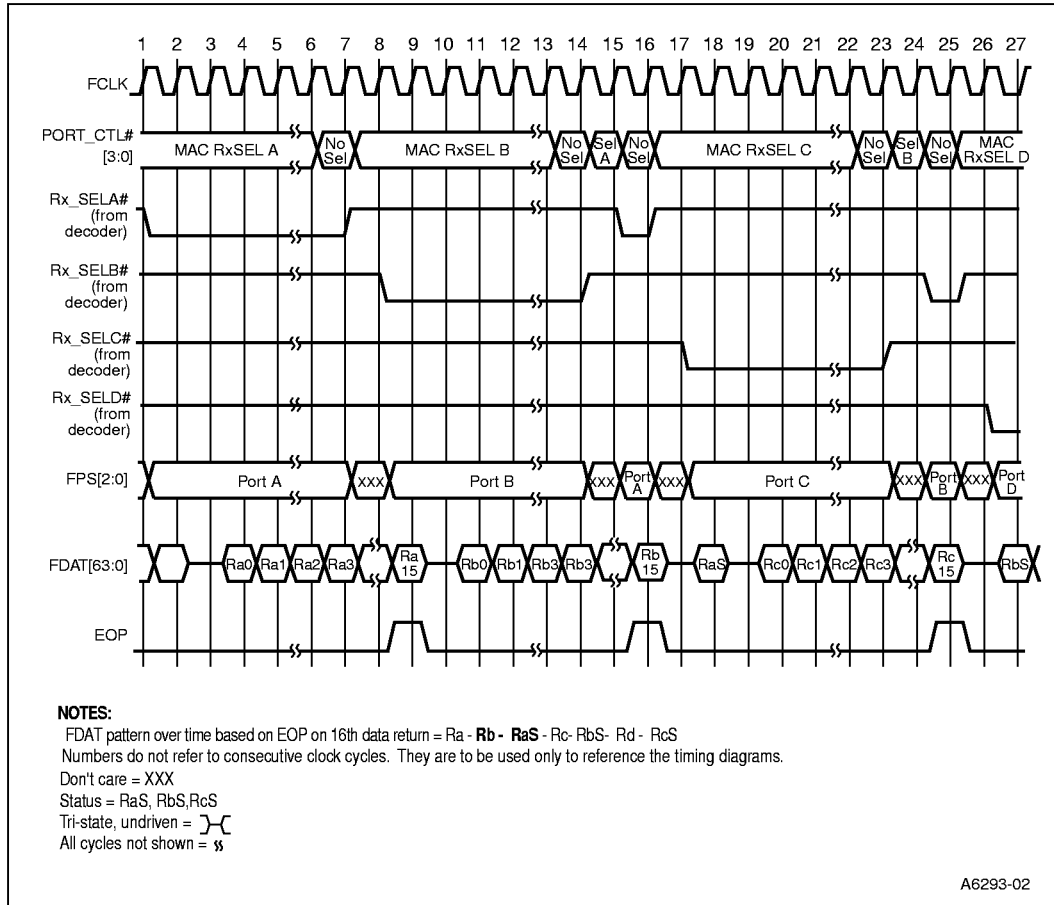 1 2 3 4 5 6 7 8 9 10 11 12 13 14 15 16 17 18 19 20 21 22 23 24 25 26 27
FCLK
PORT_CTL#
[3:0]
MAC RxSEL A
No
Sel
MAC RxSEL B
No
Sel
Sel
A
No
Sel
MAC RxSEL C
No
Sel
Sel
B
No
Sel
MAC
RxSEL D
Rx_SELA#
(from
decoder)
Rx_SELB#
(from
decoder)
Rx_SELC#
(from
decoder)
Rx_SELD#
(from
decoder)
FPS[2:0]
Port A
xxx
Port B
xxx
Port
A
xxx
Port C
xxx
Port
B
xxx
Port
D
FDAT[63:0]
Ra0
Ra1
Ra2
Ra3
Ra
15
Rb0
Rb1
Rb3
Rb3
Rb
15
RaS
Rc0
Rc1
Rc2
Rc3
Rc
15
RbS
EOP
NOTES:
FDAT pattern over time based on EOP on 16th data return = Ra - Rb - RaS - Rc- RbS- Rd - RcS
Numbers do not refer to consecutive clock cycles. They are to be used only to reference the timing diagrams.
Don't care = XXX
Status = RaS, RbS,RcS
Tri-state, undriven =
All cycles not shown =
A6293-02